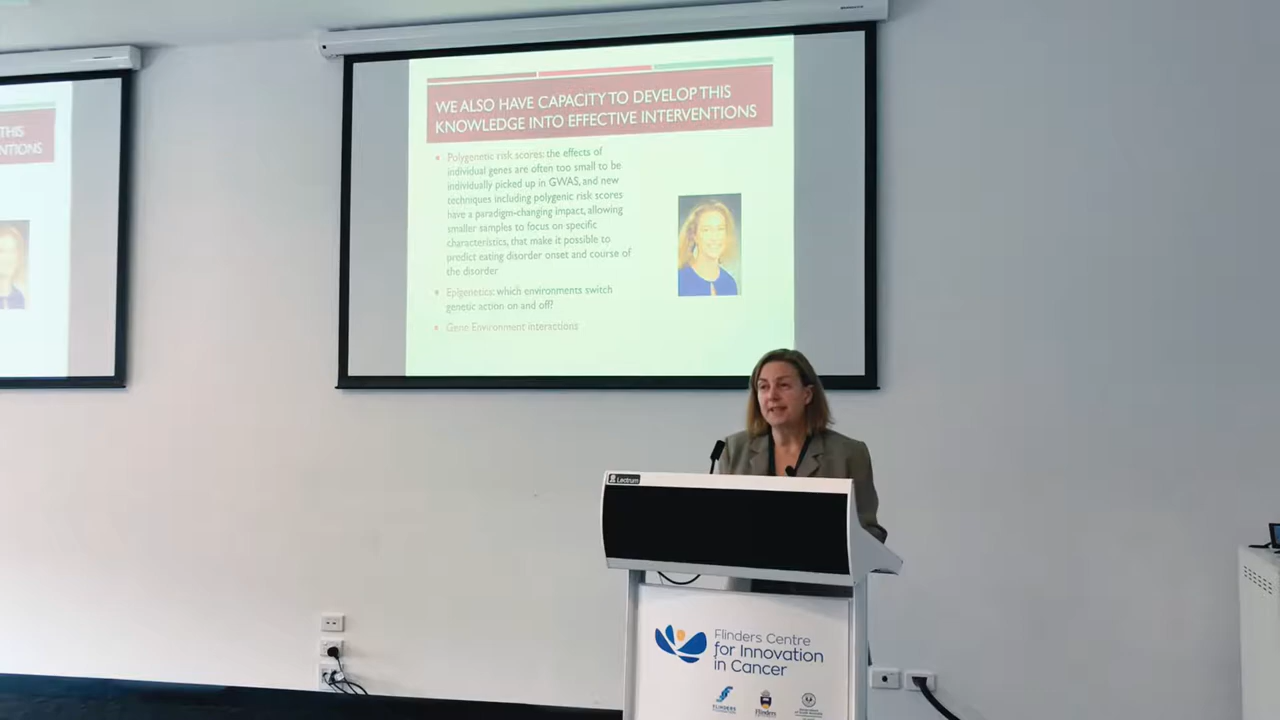 THIS
NTIONS
WE ALSO HAVE CAPACITY TO DEVELOP THIS
KNOWLEDGE INTO EFFECTIVE INTERVENTIONS
• Polygenetic risk scores: the effects of
individual genes are often too small to be
individually picked up in GWAS, and new
techniques including polygenic risk scores
have a paradigm-changing impact, allowing
smaller samples to focus on specific
characteristics, that make it possible to
predict eating disorder onset and course of
the disorder
• Epigenetics: which environments switch
genetic action on and off?
• Gene Environment interactions
Lectrum
Flinders Centre
for Innovation
in Cancer
FLINDERS
Flinders